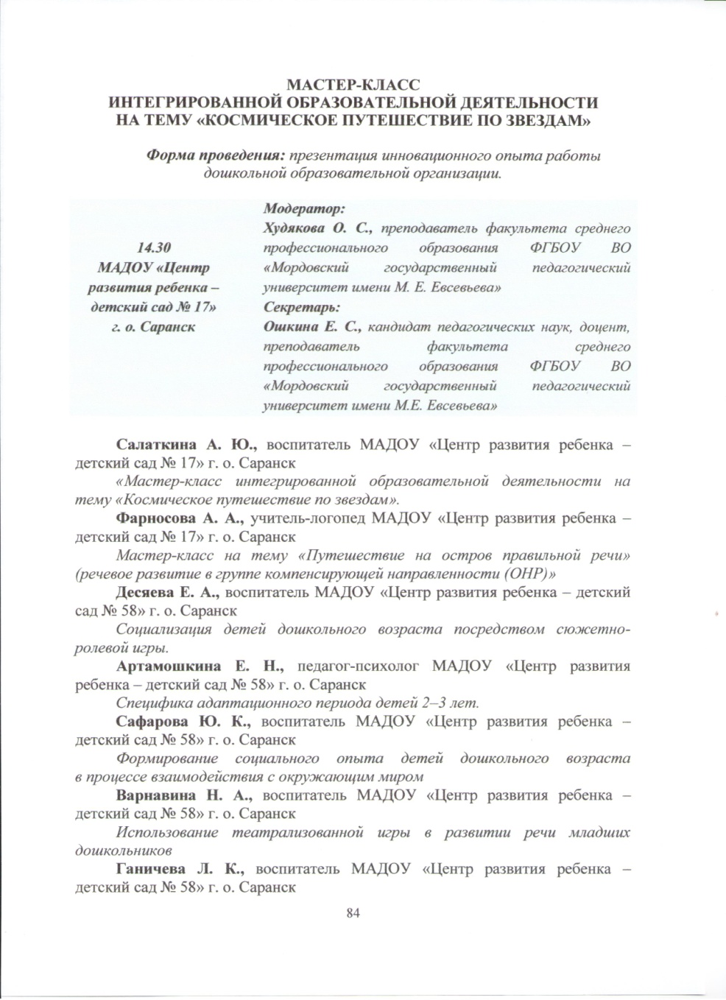 МАСТЕР-КЛАСС
ИНТЕГРИРОВАННОЙ ОБРАЗОВАТЕЛЬНОЙ ДЕЯТЕЛЬНОСТИ
НА ТЕМУ «КОСМИЧЕСКОЕ ПУТЕШЕСТВИЕ ПО ЗВЕЗДАМ»
Форма проведения: презентация инновационного опыта работы
дошкольной образовательной организации.
14.30
МАДОУ «Центр
развития ребенка –
детский сад № 17»
г. о. Саранск
Модератор:
Худякова О. С., преподаватель факультета среднего
профессионального образования ФГБОУ ВО
«Мордовский государственный педагогический
университет имени М. Е. Евсевьева»
Секретарь:
Ошкина Е. С., кандидат педагогических наук, доцент,
преподаватель факультета среднего
профессионального образования ФГБОУ ВО
«Мордовский государственный педагогический
университет имени М.Е. Евсевьева»
Салаткина А. Ю., воспитатель МАДОУ «Центр развития ребенка –
детский сад № 17» г. о. Саранск
«Мастер-класс интегрированной образовательной деятельности на
тему «Космическое путешествие по звездам».
Фарносова А. А., учитель-логопед МАДОУ «Центр развития ребенка –
детский сад № 17» г. о. Саранск
Мастер-класс на тему «Путешествие на остров правильной речи»
(речевое развитие в группе компенсирующей направленности (ОНР)»
Десяева Е. А., воспитатель МАДОУ «Центр развития ребенка – детский
сад № 58» г. о. Саранск
Социализация детей дошкольного возраста посредством сюжетно-
ролевой игры.
Артамошкина Е. Н., педагог-психолог МАДОУ «Центр развития
ребенка – детский сад № 58» г. о. Саранск
Специфика адаптационного периода детей 2–3 лет.
Сафарова Ю. К., воспитатель МАДОУ «Центр развития ребенка –
детский сад № 58» г. о. Саранск
Формирование социального опыта детей дошкольного возраста
в процессе взаимодействия с окружающим миром
Варнавина Н. А., воспитатель МАДОУ «Центр развития ребенка –
детский сад № 58» г. о. Саранск
Использование театрализованной игры в развитии речи младших
дошкольников
Ганичева Л. К., воспитатель МАДОУ «Центр развития ребенка –
детский сад № 58» г. о. Саранск
84